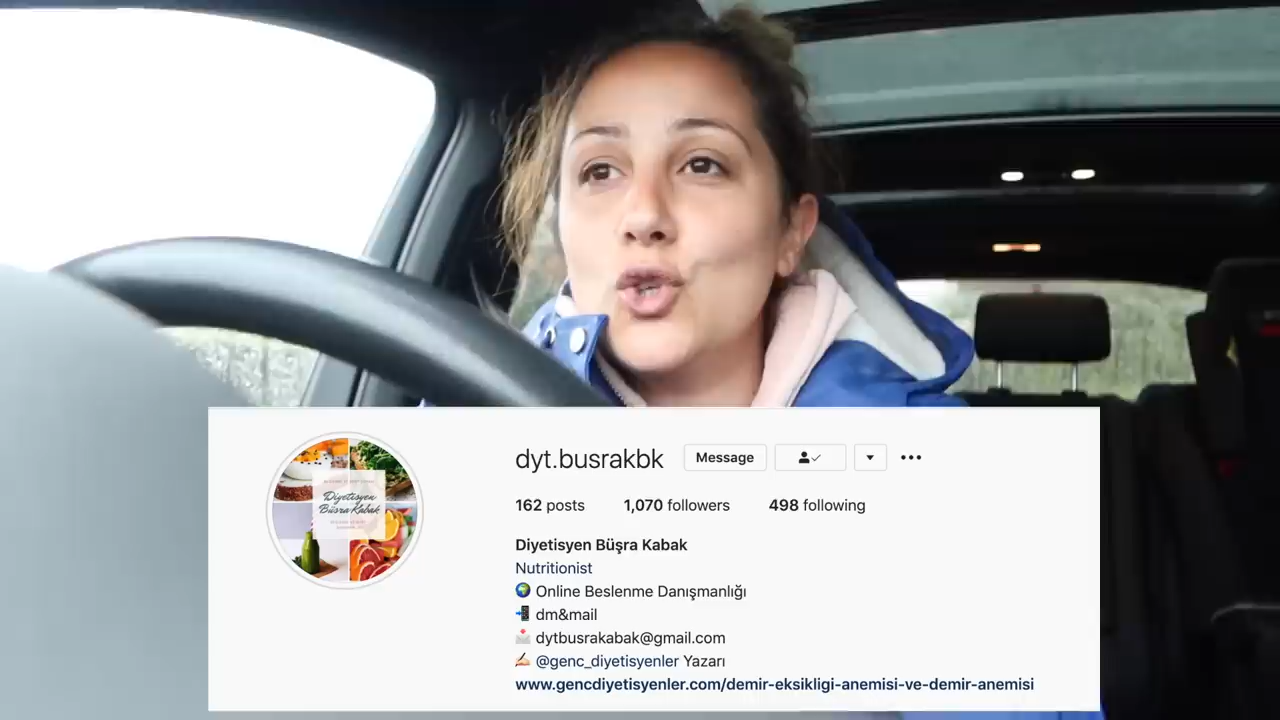 Diyetisyen
Büşra Kabak
dyt.busrakbk
Message
162 posts 1,070 followers 498 following
Diyetisyen Büşra Kabak
Nutritionist
Online Beslenme Danışmanlığı
dm&mail
dytbusrakabak@gmail.com
@genc_diyetisyenler Yazarı
www.gencdiyetisyenler.com/demir-eksikligi-anemisi-ve-demir-anemisi